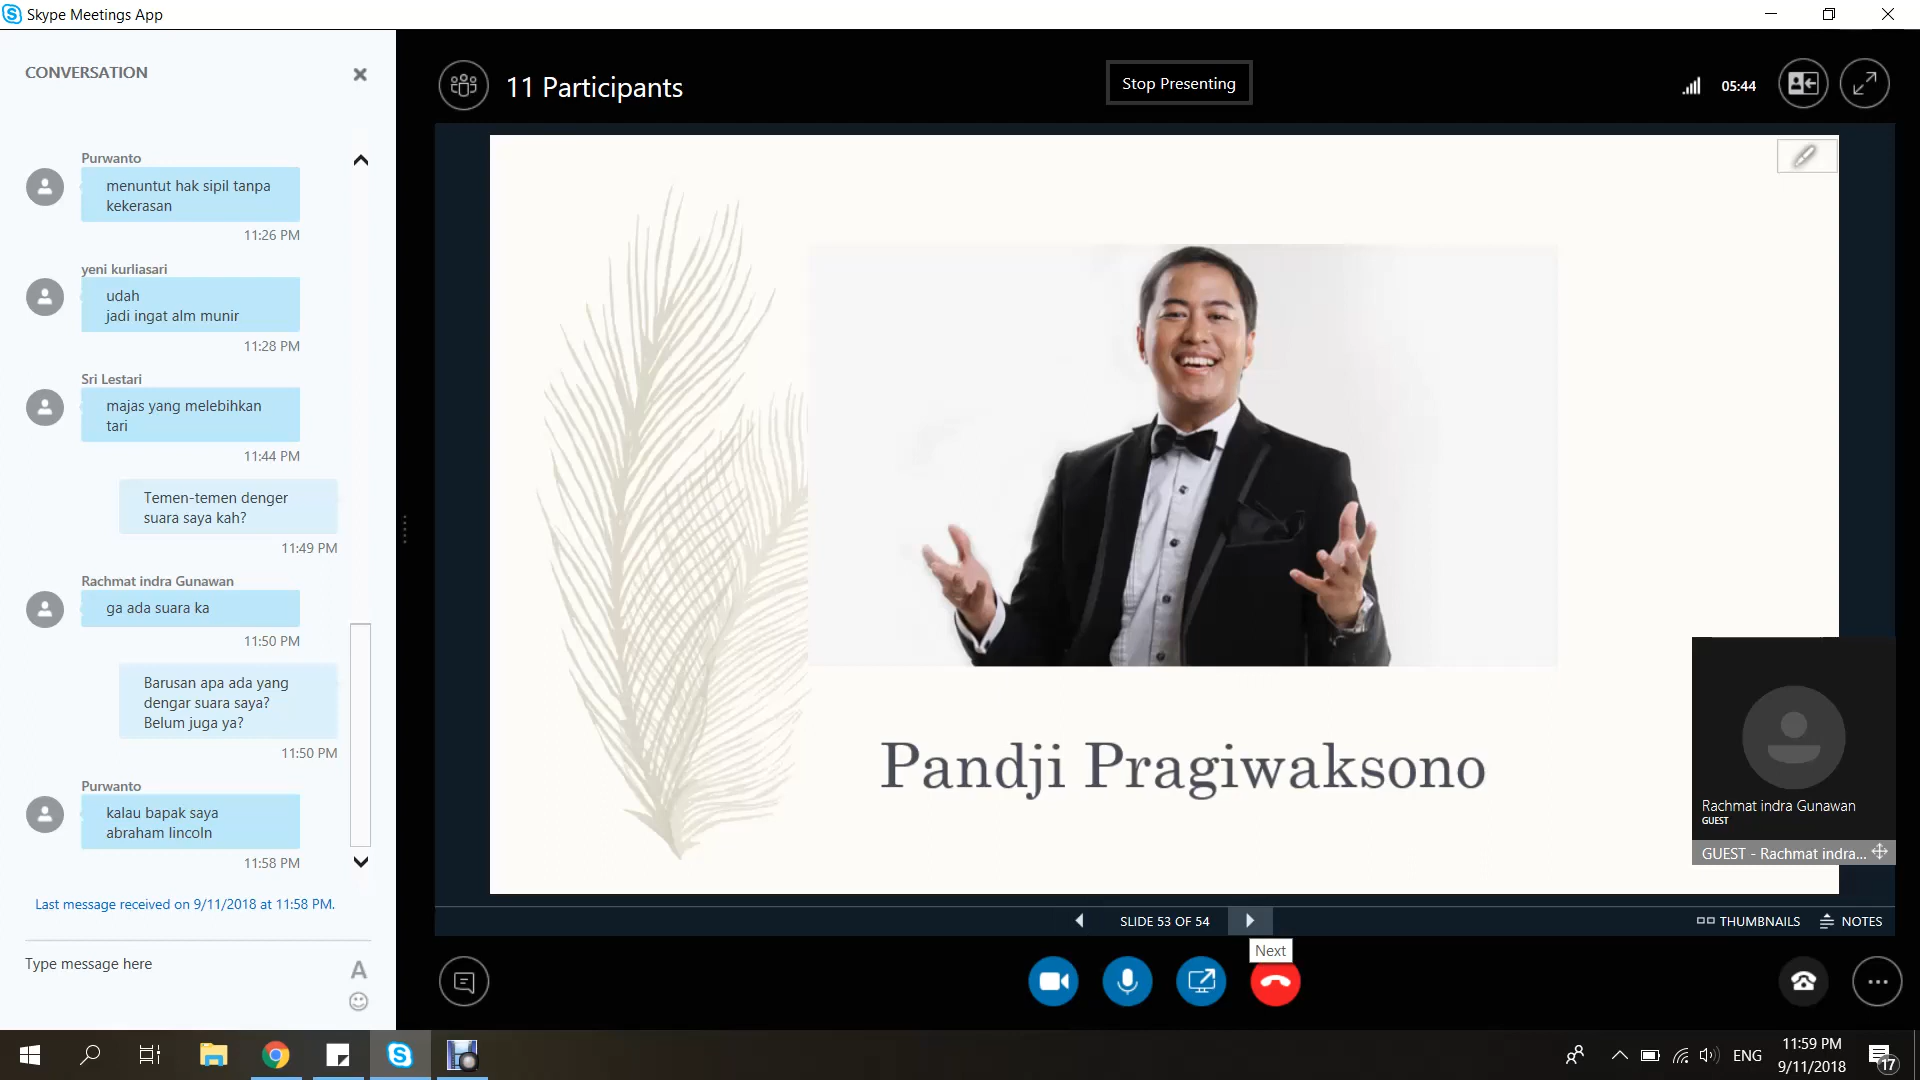 Skype Meetings App
CONVERSATION
Purwanto
menuntut hak sipil tanpa
kekerasan
11:26 PM
yeni kurliasari
udah
jadi ingat alm munir
11:28 PM
Sri Lestari
majas yang melebihkan
tari
11:44 PM
Temen-temen denger
suara saya kah?
11:49 PM
Rachmat indra Gunawan
ga ada suara ka
11:50 PM
Barusan apa ada yang
dengar suara saya?
Belum juga ya?
11:50 PM
Purwanto
kalau bapak saya
abraham lincoln
11:58 PM
Last message received on 9/11/2018 at 11:58 PM.
Type message here
A
11 Participants
Stop Presenting
05:44
Pandji Pragiwaksono
Rachmat indra Gunawan
GUEST
GUEST - Rachmat indra...
SLIDE 53 OF 54
THUMBNAILS
NOTES
Next
ENG
11:59 PM
9/11/2018
17